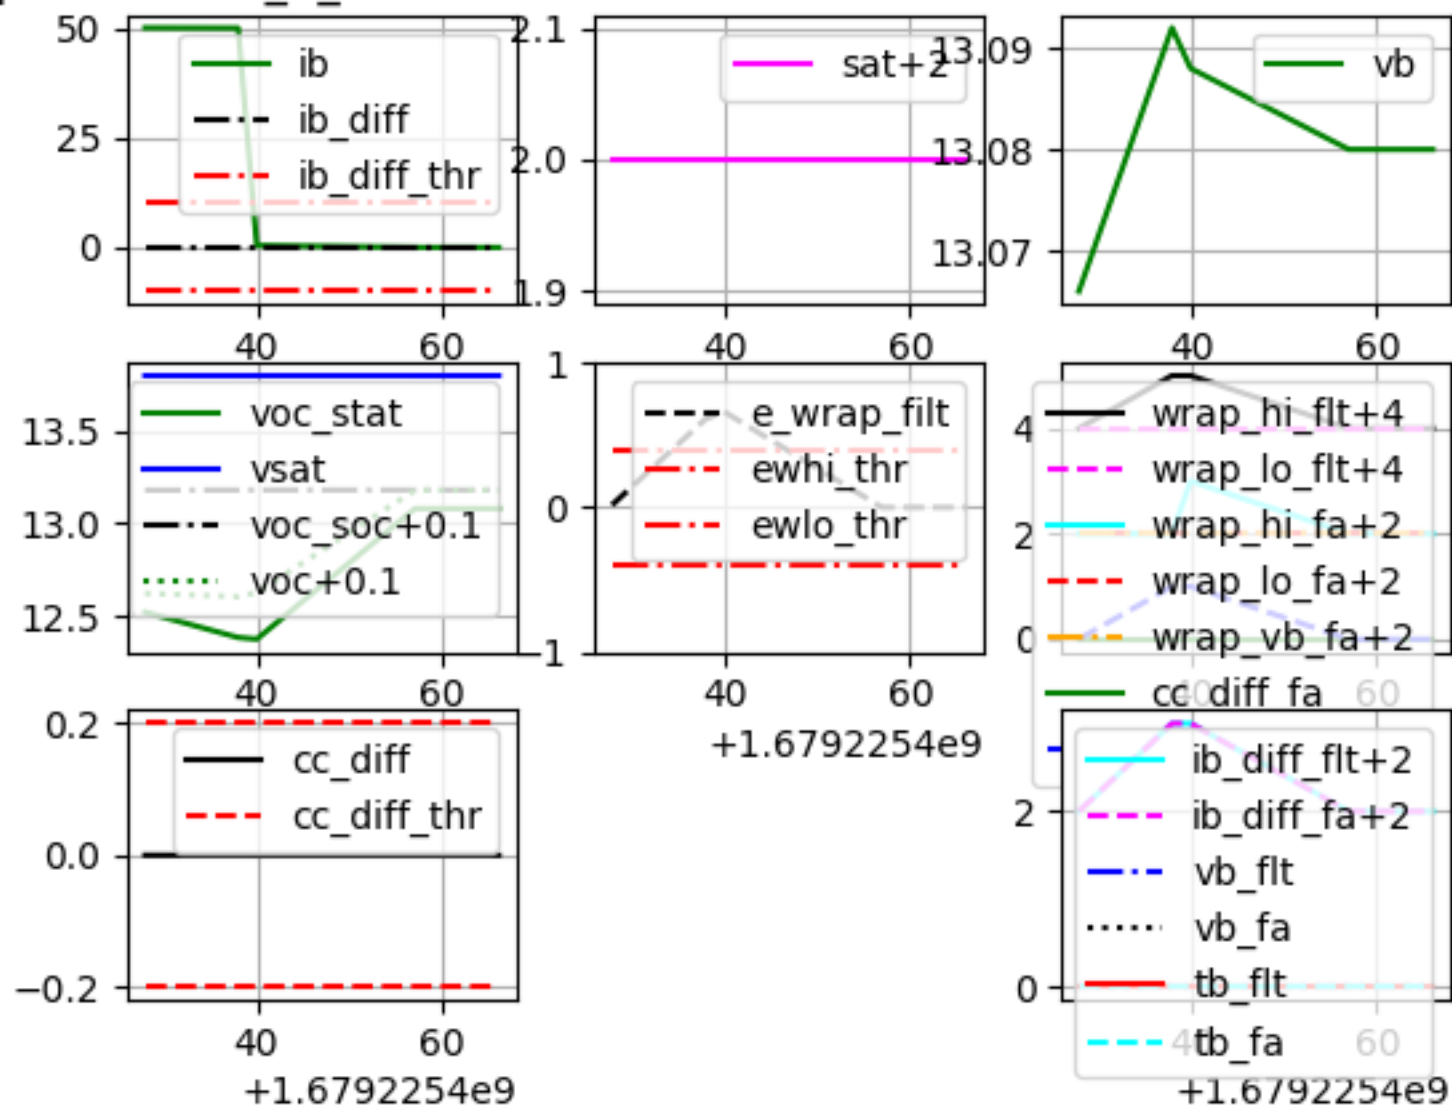 50
25
0
ib
ib_diff
ib_diff_thr
40
60
2.1
2.0
1.9
sat+2
40
60
13.09
13.08
13.07
vb
40
60
13.5
13.0
12.5
voc_stat
vsat
voc_soc+0.1
voc+0.1
40
60
1
0
−1
e_wrap_filt
ewhi_thr
ewlo_thr
40
60
+1.6792254e9
4
2
0
wrap_hi_flt+4
wrap_lo_flt+4
wrap_hi_fa+2
wrap_lo_fa+2
wrap_vb_fa+2
cc_diff_fa
40
60
0.2
0.0
−0.2
cc_diff
cc_diff_thr
40
60
+1.6792254e9
2
0
ib_diff_flt+2
ib_diff_fa+2
vb_flt
vb_fa
tb_flt
tb_fa
40
60
+1.6792254e9